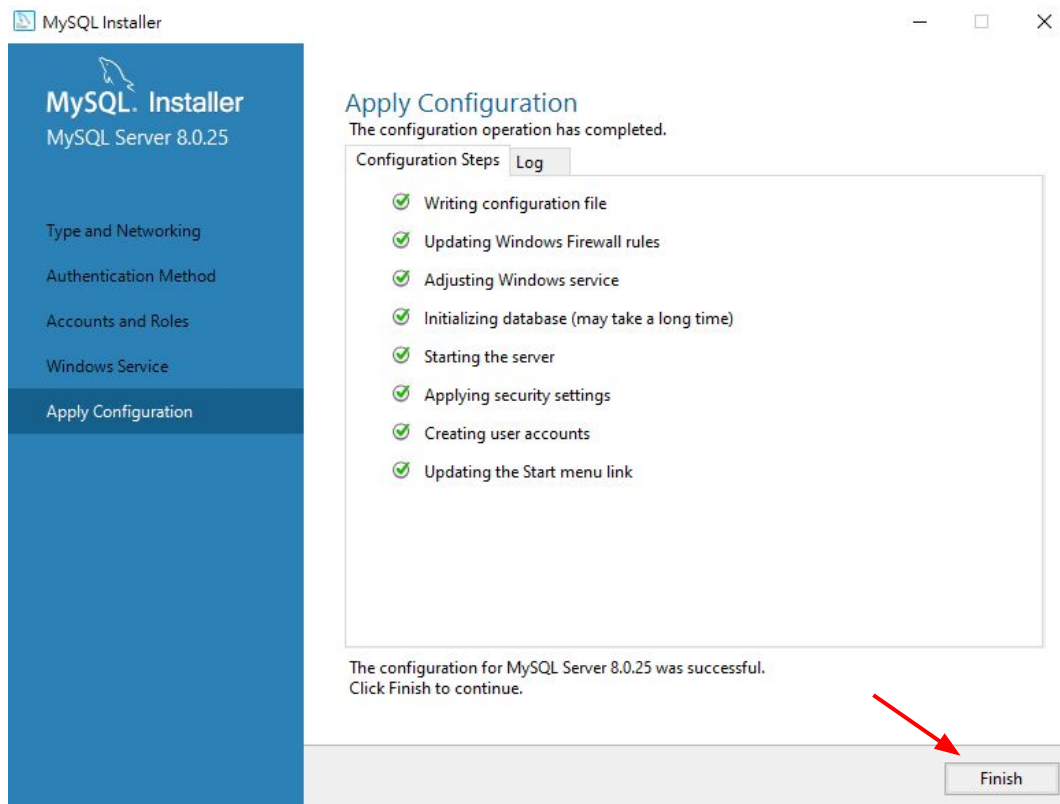 MySQL Installer
MySQL. Installer
MySQL Server 8.0.25
Type and Networking
Authentication Method
Accounts and Roles
Windows Service
Apply Configuration
Apply Configuration
The configuration operation has completed.
Configuration Steps Log
Writing configuration file
Updating Windows Firewall rules
Adjusting Windows service
Initializing database (may take a long time)
Starting the server
Applying security settings
Creating user accounts
Updating the Start menu link
The configuration for MySQL Server 8.0.25 was successful.
Click Finish to continue.
Finish